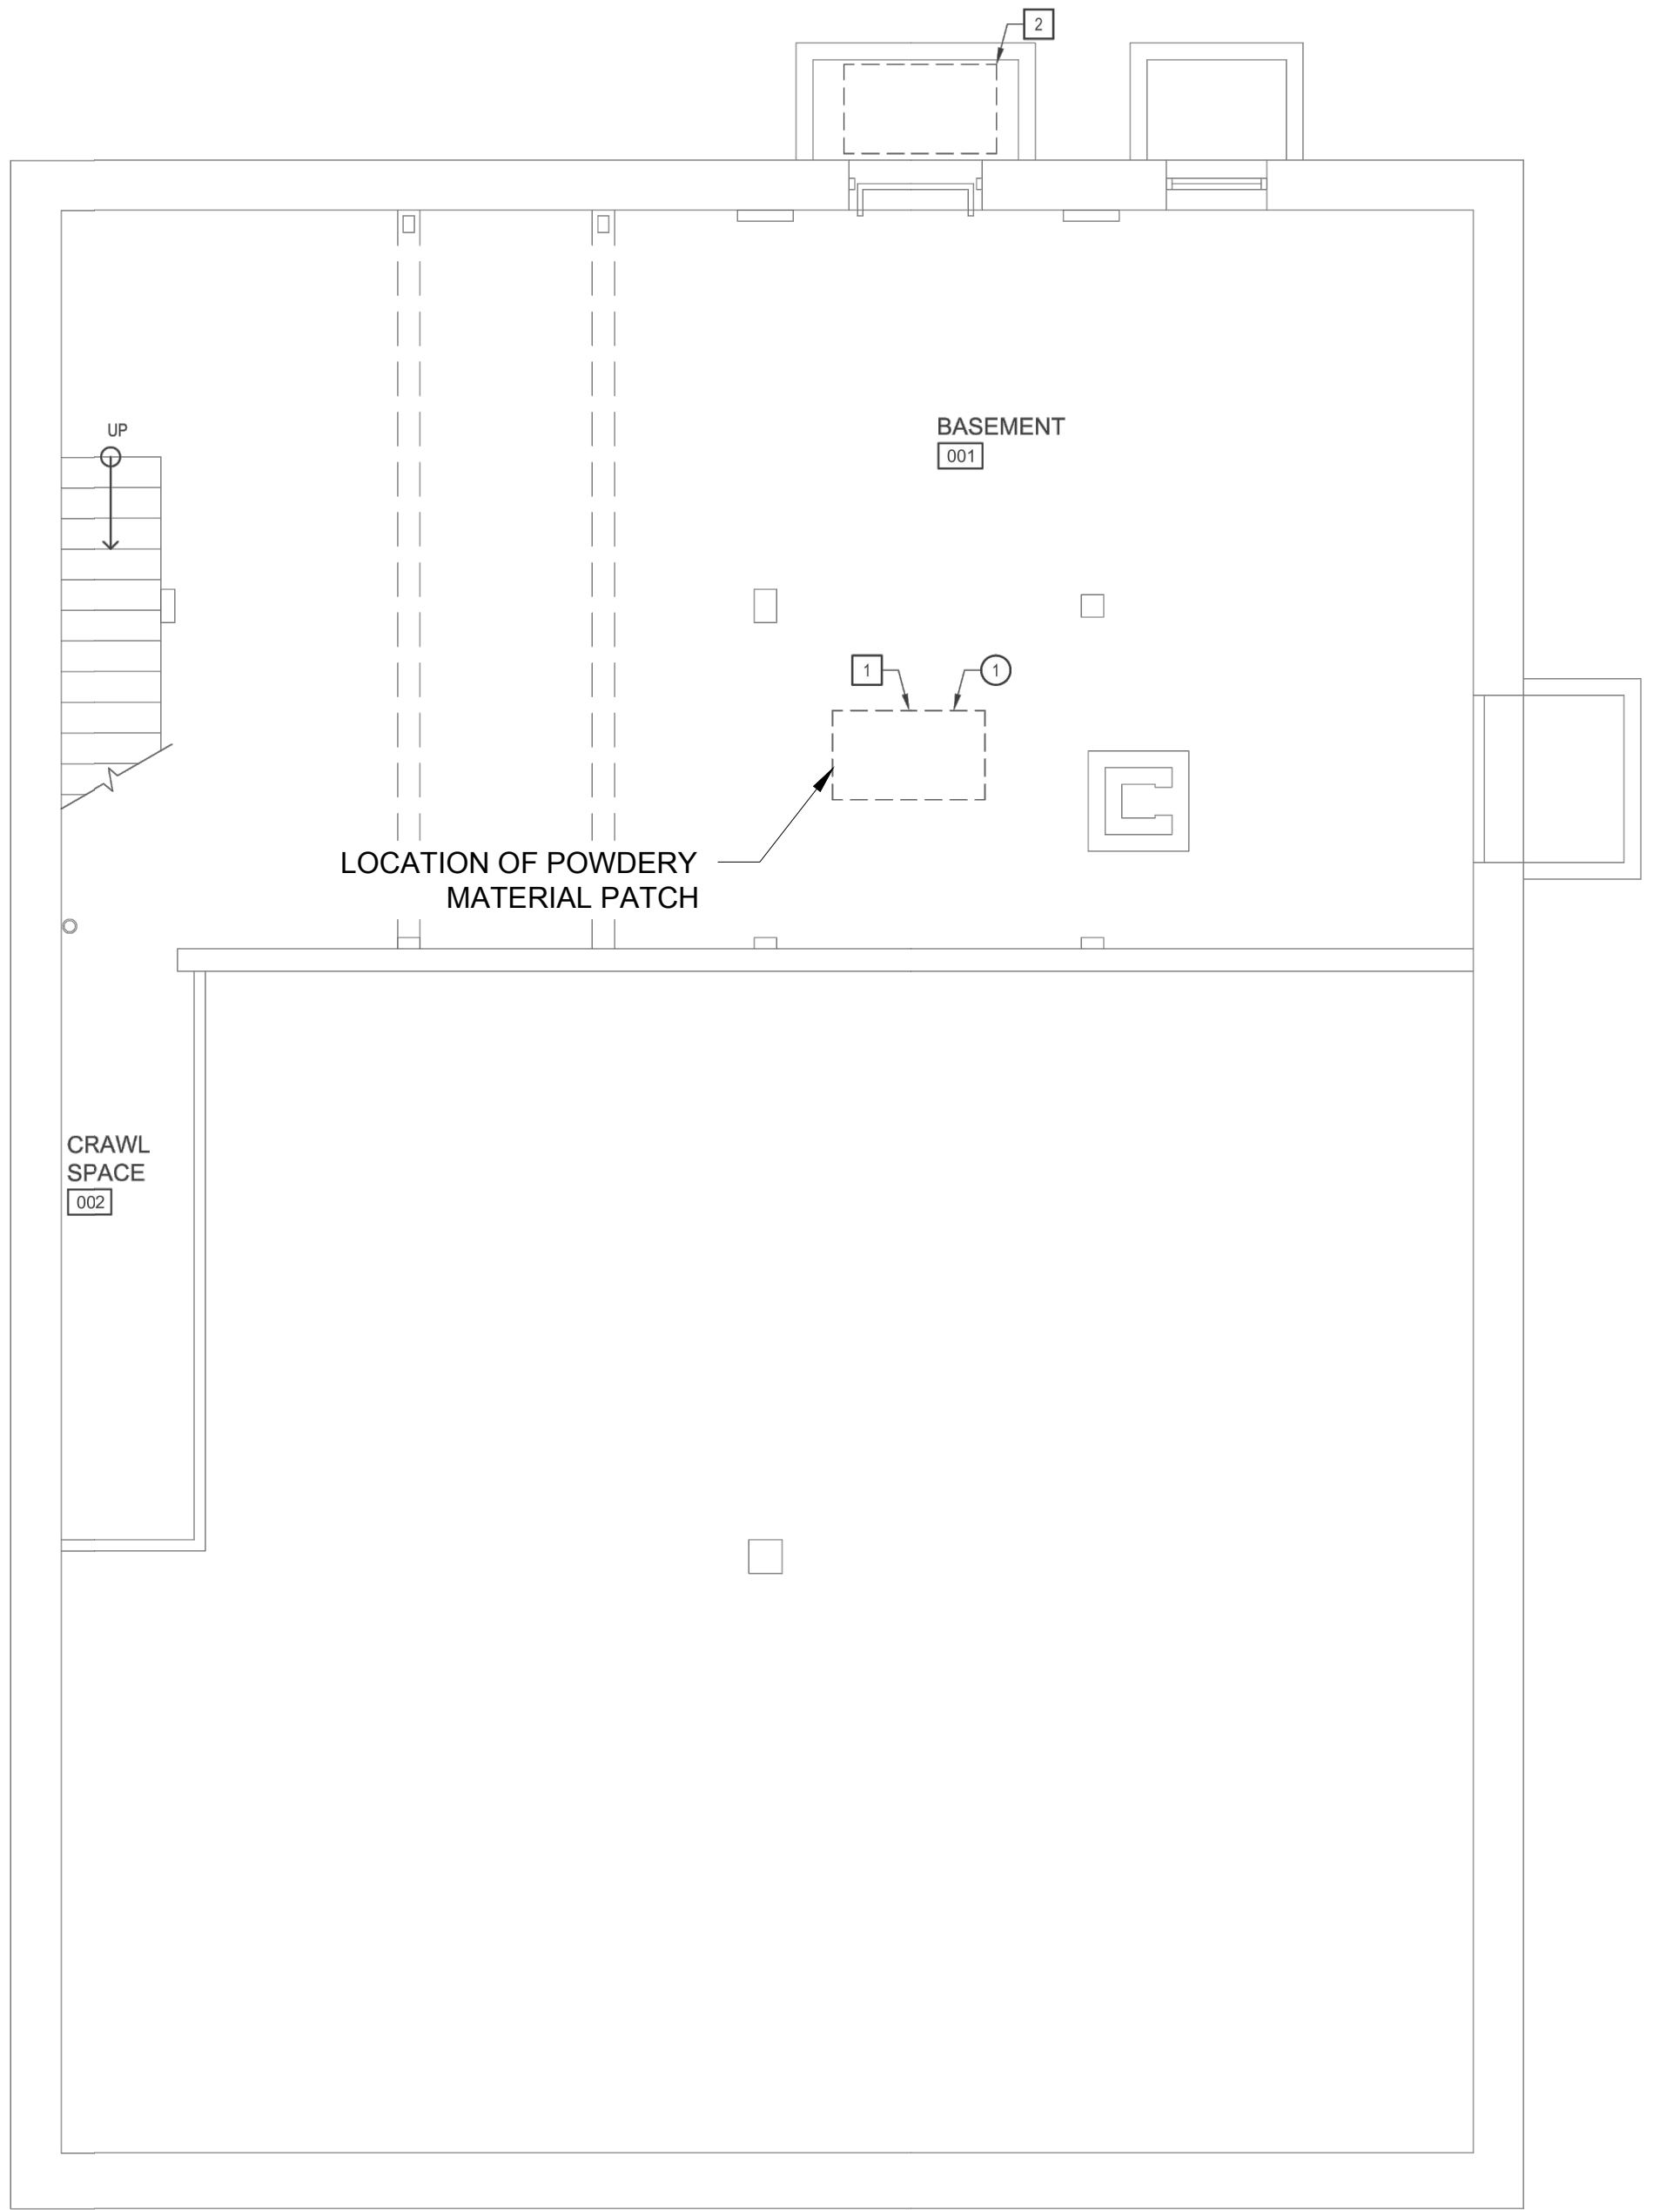 2
UP
BASEMENT
001
1
1
LOCATION OF POWDERY
MATERIAL PATCH
CRAWL
SPACE
002